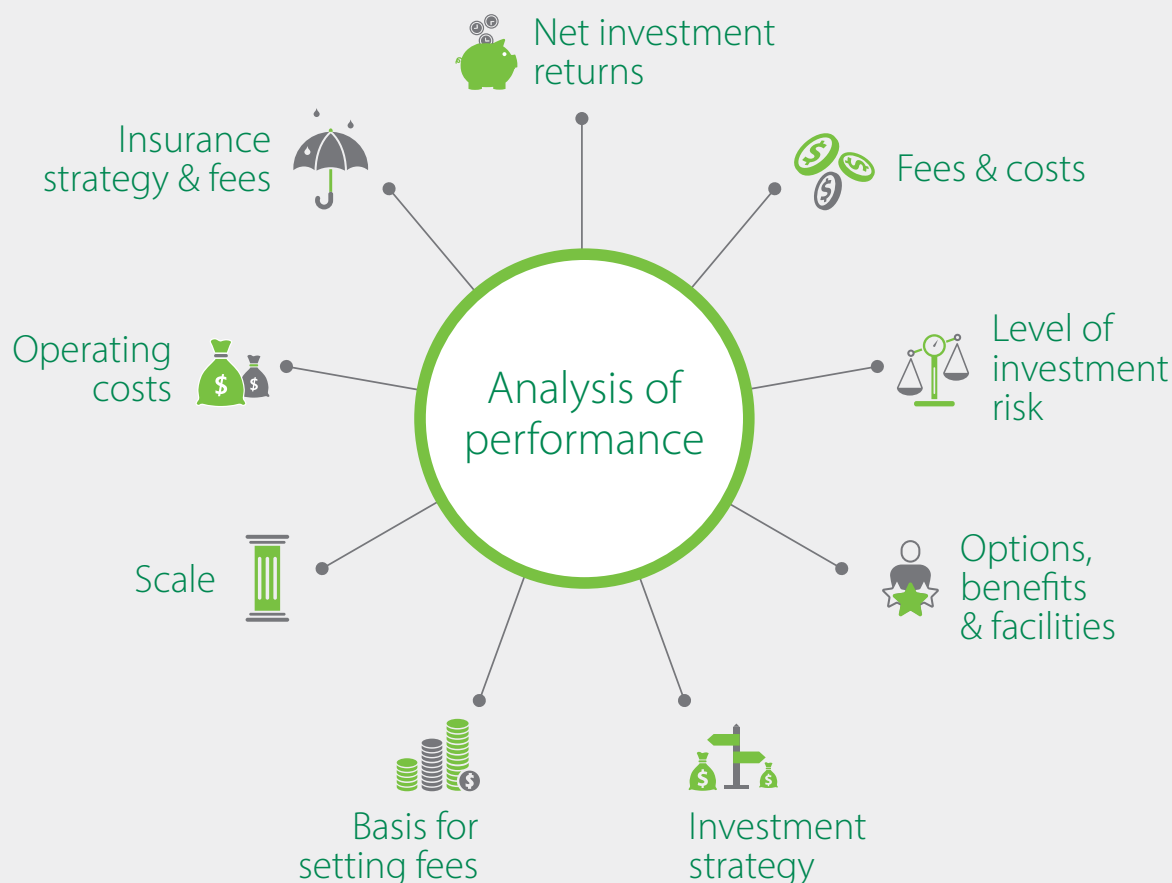 Net investment
returns
Fees & costs
Level of
investment
risk
Options,
benefits
& facilities
Investment
strategy
Basis for
setting fees
Scale
Operating
costs
Insurance
strategy & fees
Analysis of
performance